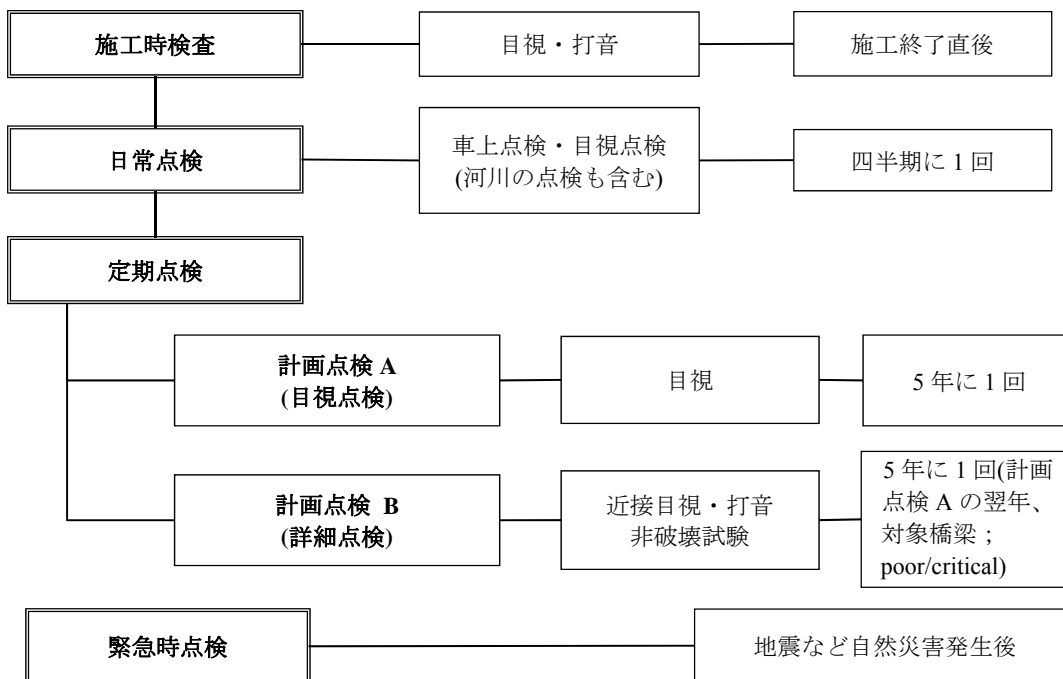 施工時検査
目視・打音
施工終了直後
日常点検
車上点検・目視点検
(河川の点検も含む)
四半期に 1 回
定期点検
計画点検 A
(目視点検)
目視
5 年に 1 回
計画点検 B
(詳細点検)
近接目視・打音
非破壊試験
5 年に 1 回(計画
点検 A の翌年、
対象橋梁；
poor/critical)
緊急時点検
地震など自然災害発生後